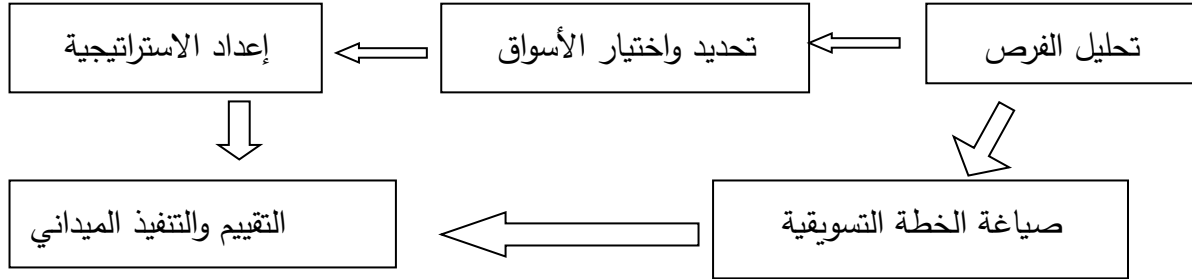 تحليل الفرص
تحديد واختيار الأسواق
إعداد الاستراتيجية
صياغة الخطة التسويقية
التقييم والتنفيذ الميداني